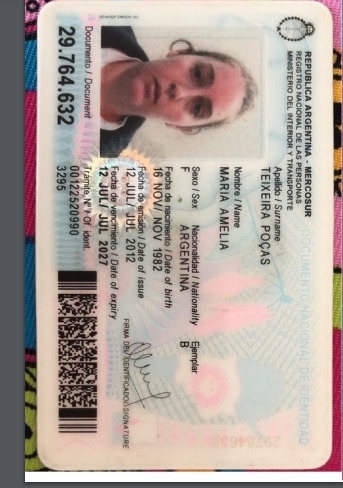 REPUBLICA ARGENTINA - MERCOSUR
REGISTRO NACIONAL DE LAS PERSONAS
MINISTERIO DEL INTERIOR Y TRANSPORTE
DOCUMENTO NACIONAL DE IDENTIDAD
Apellido / Surname
TEIXEIRA POÇAS
Nombre / Name
MARIA AMELIA
Sexo / Sex Nacionalidad / Nationality Ejemplar
F ARGENTINA B
Fecha de nacimiento / Date of birth
16 NOV/ NOV 1982
Fecha de emisión / Date of issue
12 JUL/ JUL 2012
FIRMA DEL IDENTIFICADO/ SIGNATURE
Fecha de vencimiento / Date of expiry
12 JUL/ JUL 2027
Documento / Document
29.764.632
Trámite Nº / Of. ident.
00122520990
3295